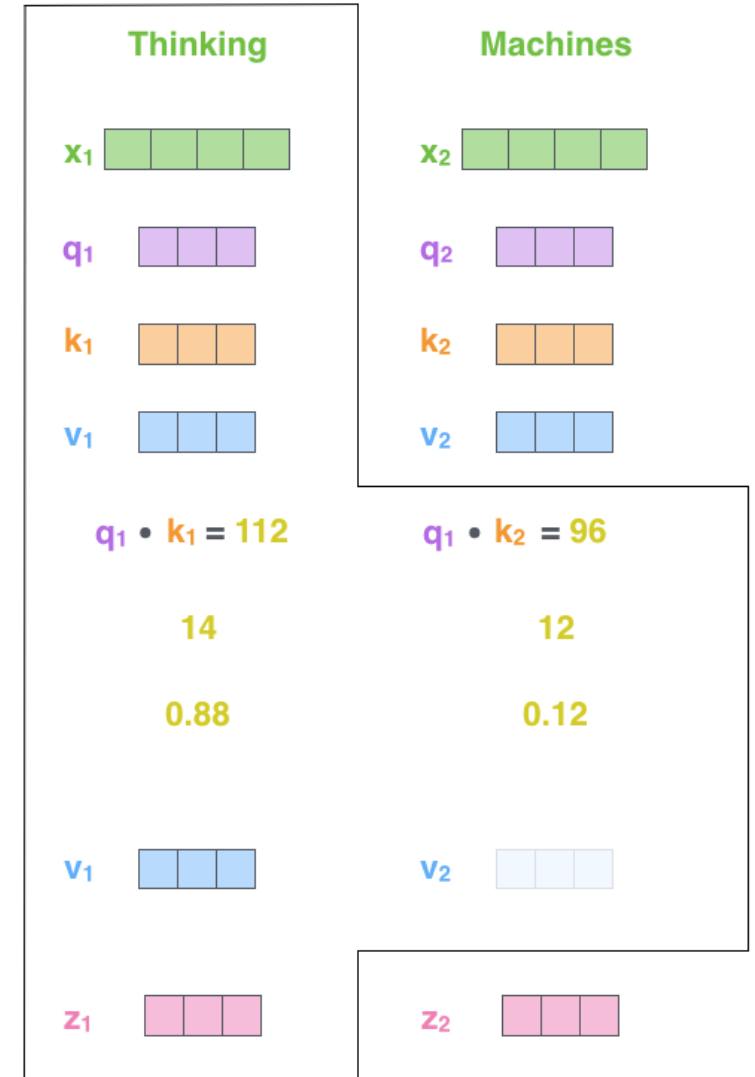 Thinking Machines
x₁ x₂
q₁ q₂
k₁ k₂
v₁ v₂
q₁ • k₁ = 112 q₁ • k₂ = 96
14 12
0.88 0.12
v₁ v₂
z₁ z₂